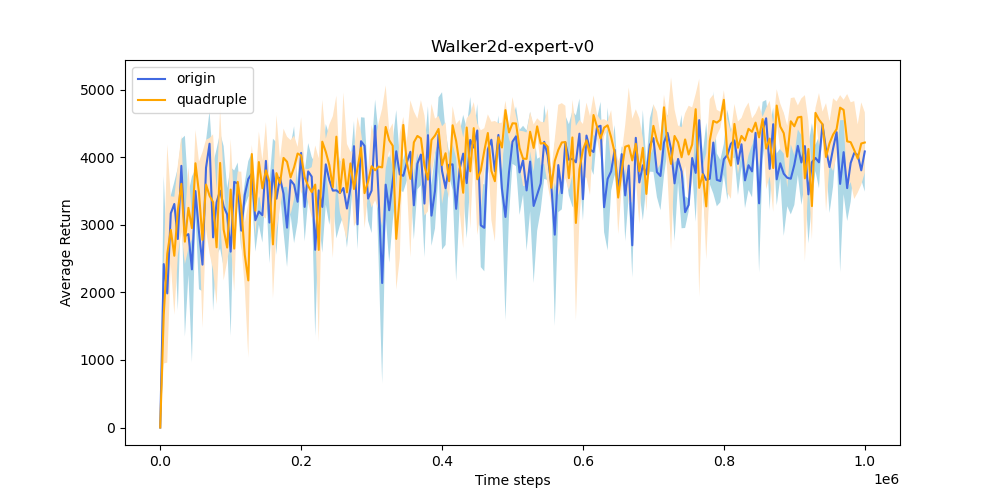 Walker2d-expert-v0
origin
quadruple
Average Return
5000
4000
3000
2000
1000
0
0.0
0.2
0.4
0.6
0.8
1.0
1e6
Time steps